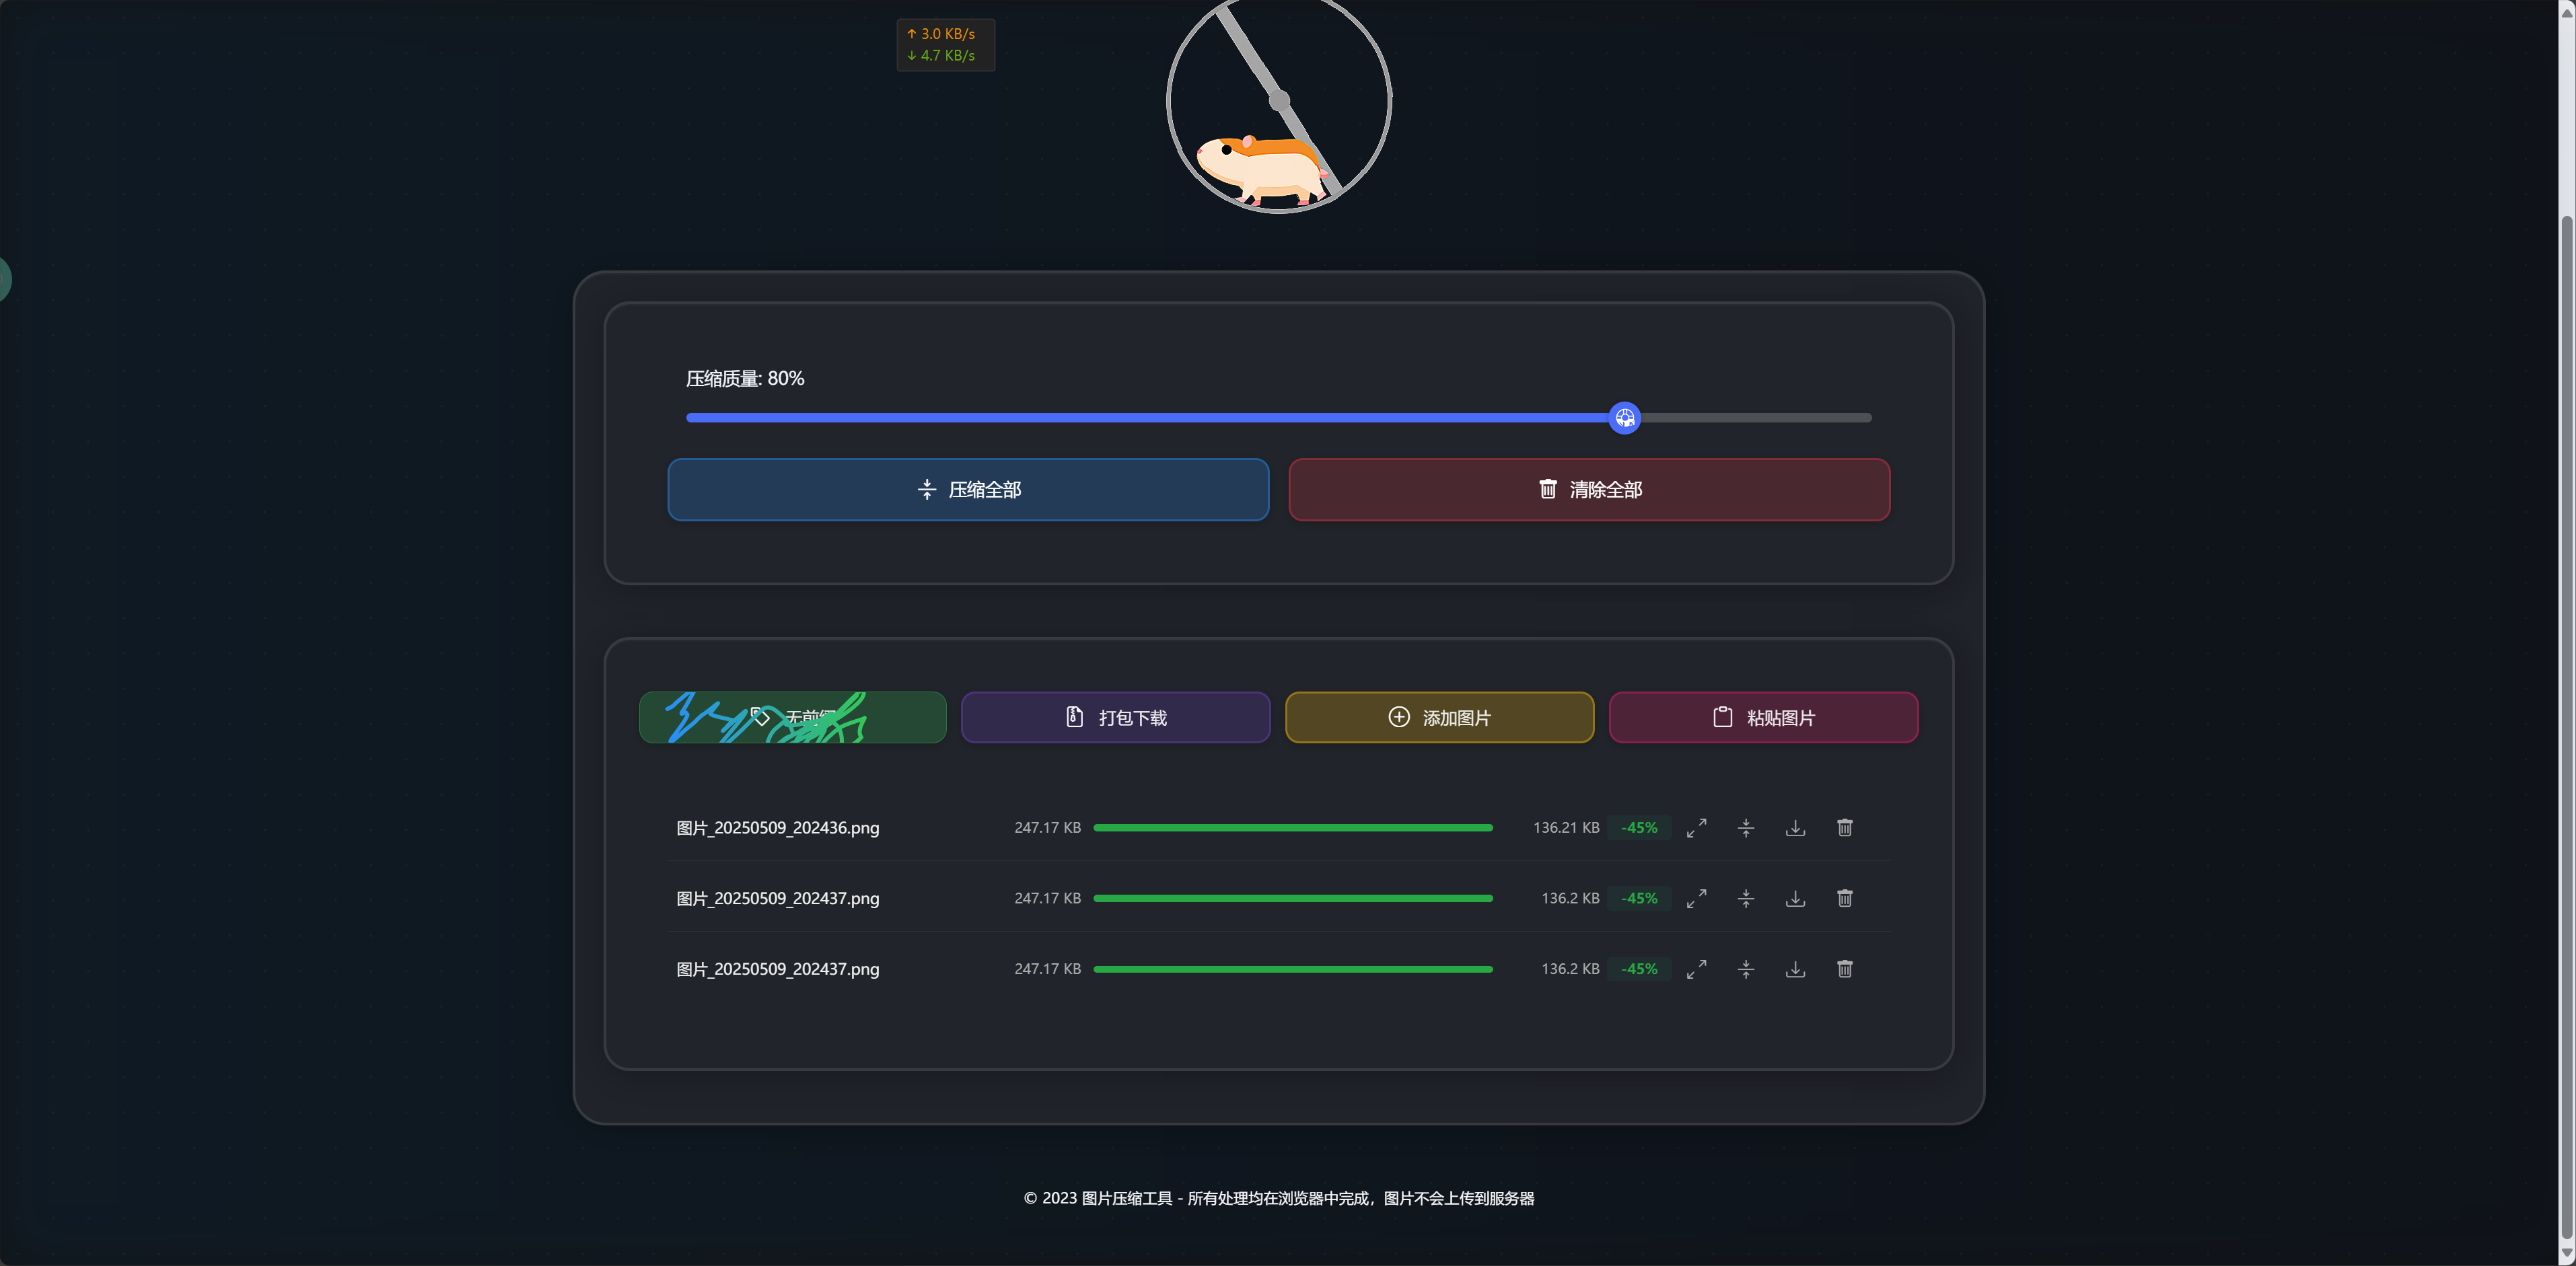 ↑ 3.0 KB/s
↓ 4.7 KB/s
压缩质量: 80%
压缩全部
清除全部
无前缀
打包下载
添加图片
粘贴图片
图片_20250509_202436.png 247.17 KB 136.21 KB -45%
图片_20250509_202437.png 247.17 KB 136.2 KB -45%
图片_20250509_202437.png 247.17 KB 136.2 KB -45%
© 2023 图片压缩工具 - 所有处理均在浏览器中完成，图片不会上传到服务器